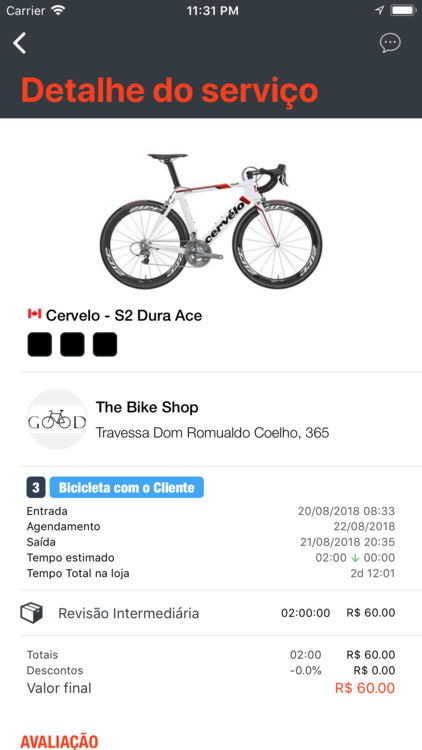 Carrier 11:31 PM
Detalhe do serviço
cervélo
ZIPP ZIPP
Cervelo - S2 Dura Ace
GOOD
The Bike Shop
Travessa Dom Romualdo Coelho, 365
3 Bicicleta com o Cliente
Entrada 20/08/2018 08:33
Agendamento 22/08/2018
Saída 21/08/2018 20:35
Tempo estimado 02:00 ↓ 00:00
Tempo Total na loja 2d 12:01
Revisão Intermediária 02:00:00 R$ 60.00
Totais 02:00 R$ 60.00
Descontos -0.0% R$ 0.00
Valor final R$ 60.00
AVALIAÇÃO